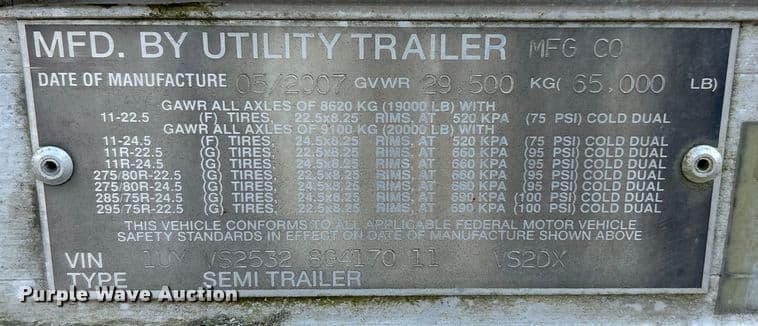 MFD. BY UTILITY TRAILER MFG CO
DATE OF MANUFACTURE 05/2007 GVWR 29,500 KG( 65,000 LB)
GAWR ALL AXLES OF 8620 KG (19000 LB) WITH
11-22.5 (F) TIRES, 22.5x8.25 RIMS, AT 520 KPA (75 PSI) COLD DUAL
GAWR ALL AXLES OF 9100 KG (20000 LB) WITH
11-24.5 (F) TIRES, 24.5x8.25 RIMS, AT 520 KPA (75 PSI) COLD DUAL
11R-22.5 (G) TIRES, 22.5x8.25 RIMS, AT 660 KPA (95 PSI) COLD DUAL
11R-24.5 (G) TIRES, 24.5x8.25 RIMS, AT 660 KPA (95 PSI) COLD DUAL
275/80R-22.5 (G) TIRES, 22.5x8.25 RIMS, AT 660 KPA (95 PSI) COLD DUAL
275/80R-24.5 (G) TIRES, 24.5x8.25 RIMS, AT 660 KPA (95 PSI) COLD DUAL
285/75R-24.5 (G) TIRES, 24.5x8.25 RIMS, AT 690 KPA (100 PSI) COLD DUAL
295/75R-22.5 (G) TIRES, 22.5x8.25 RIMS, AT 690 KPA (100 PSI) COLD DUAL
THIS VEHICLE CONFORMS TO ALL APPLICABLE FEDERAL MOTOR VEHICLE
SAFETY STANDARDS IN EFFECT ON DATE OF MANUFACTURE SHOWN ABOVE
VIN 1UY VS2532 8G4170 11 VS2DX
TYPE SEMI TRAILER
Purple Wave Auction